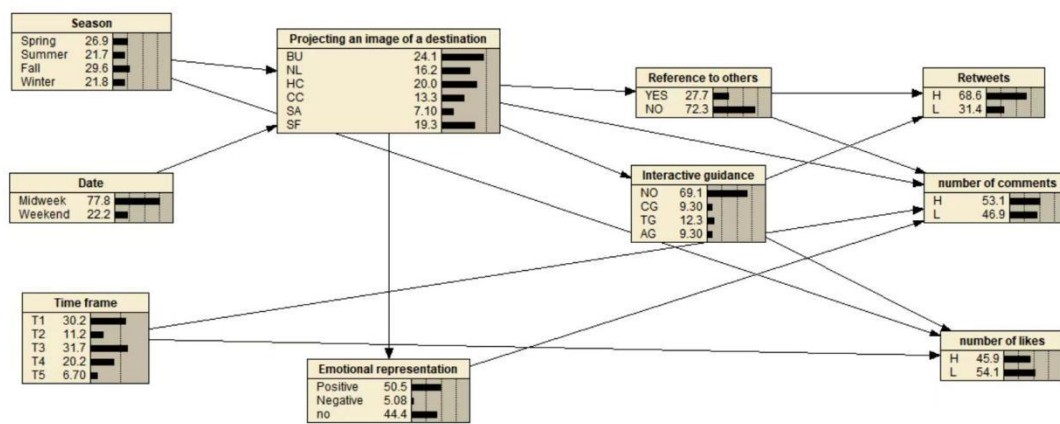 Season
Spring 26.9
Summer 21.7
Fall 29.6
Winter 21.8
Projecting an image of a destination
BU 24.1
NL 16.2
HC 20.0
CC 13.3
SA 7.10
SF 19.3
Reference to others
YES 27.7
NO 72.3
Retweets
H 68.6
L 31.4
Date
Midweek 77.8
Weekend 22.2
Interactive guidance
NO 69.1
CG 9.30
TG 12.3
AG 9.30
number of comments
H 53.1
L 46.9
Time frame
T1 30.2
T2 11.2
T3 31.7
T4 20.2
T5 6.70
Emotional representation
Positive 50.5
Negative 5.08
no 44.4
number of likes
H 45.9
L 54.1